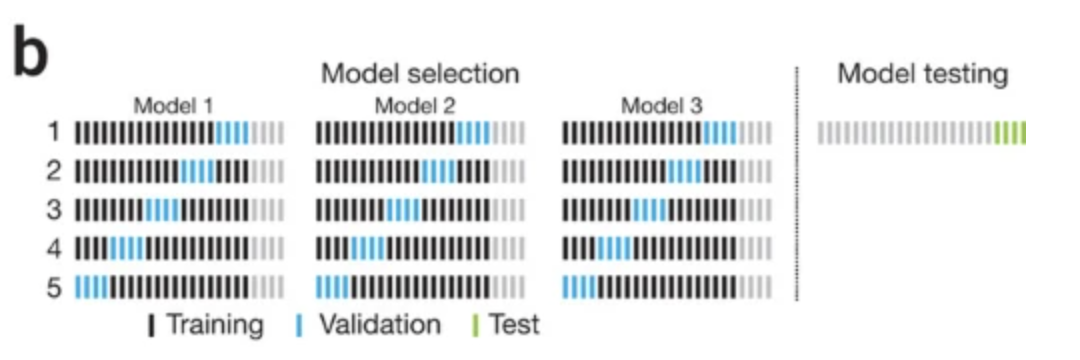 b
Model selection
Model testing
Model 1 Model 2 Model 3
1
2
3
4
5
Training Validation Test